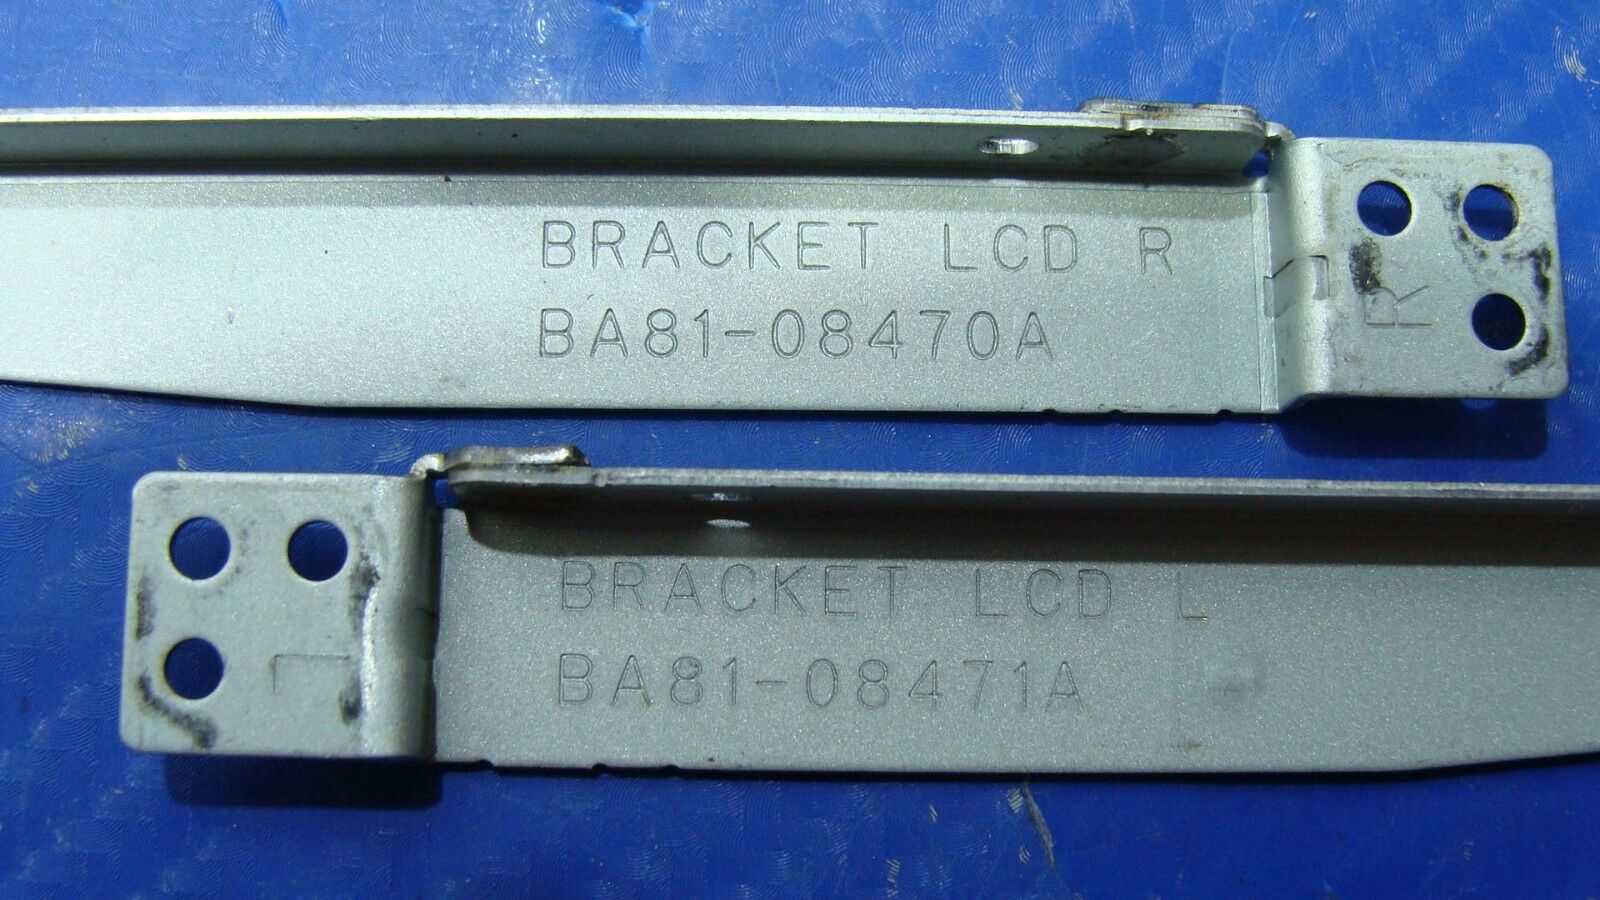 BRACKET LCD R
BA81-08470A
R
BRACKET LCD L
BA81-08471A
L